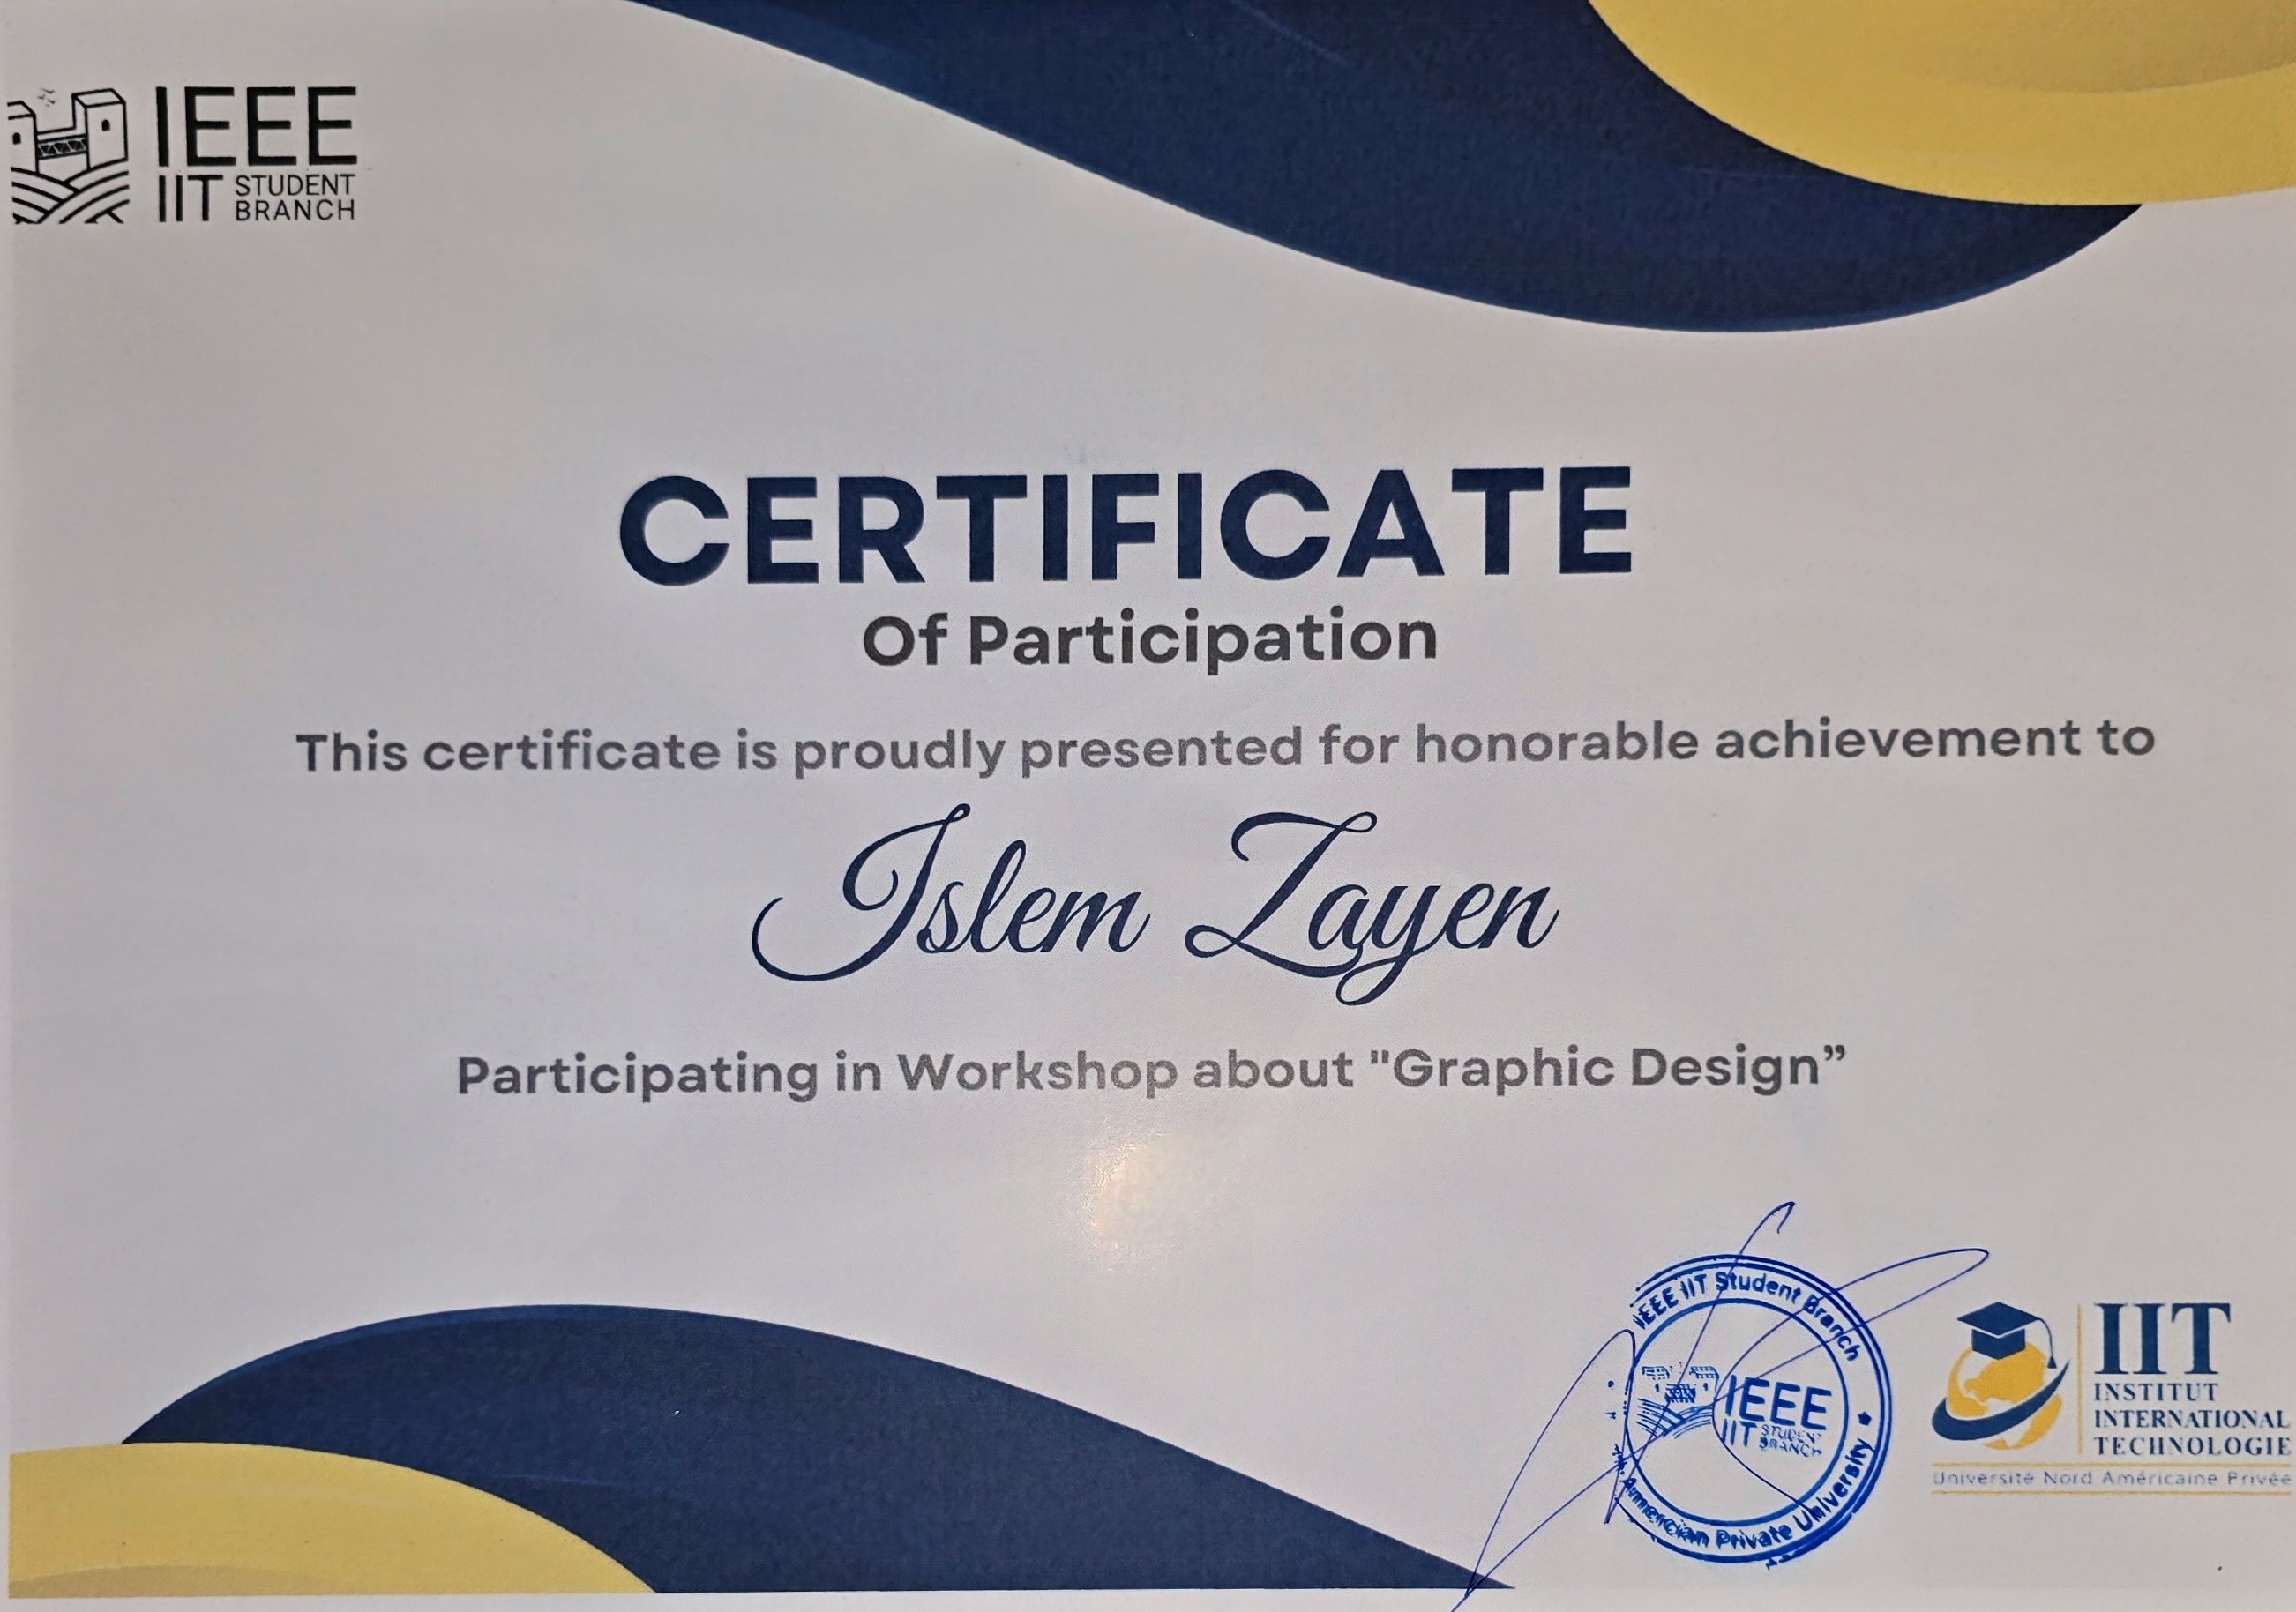 IEEE
IIT STUDENT
BRANCH
CERTIFICATE
Of Participation
This certificate is proudly presented for honorable achievement to
Islem Zayen
Participating in Workshop about "Graphic Design”
IEEE IIT Student Branch
IEEE
IIT STUDENT
BRANCH
Amercian Private University
IIT
INSTITUT
INTERNATIONAL
TECHNOLOGIE
Université Nord Américaine Privée